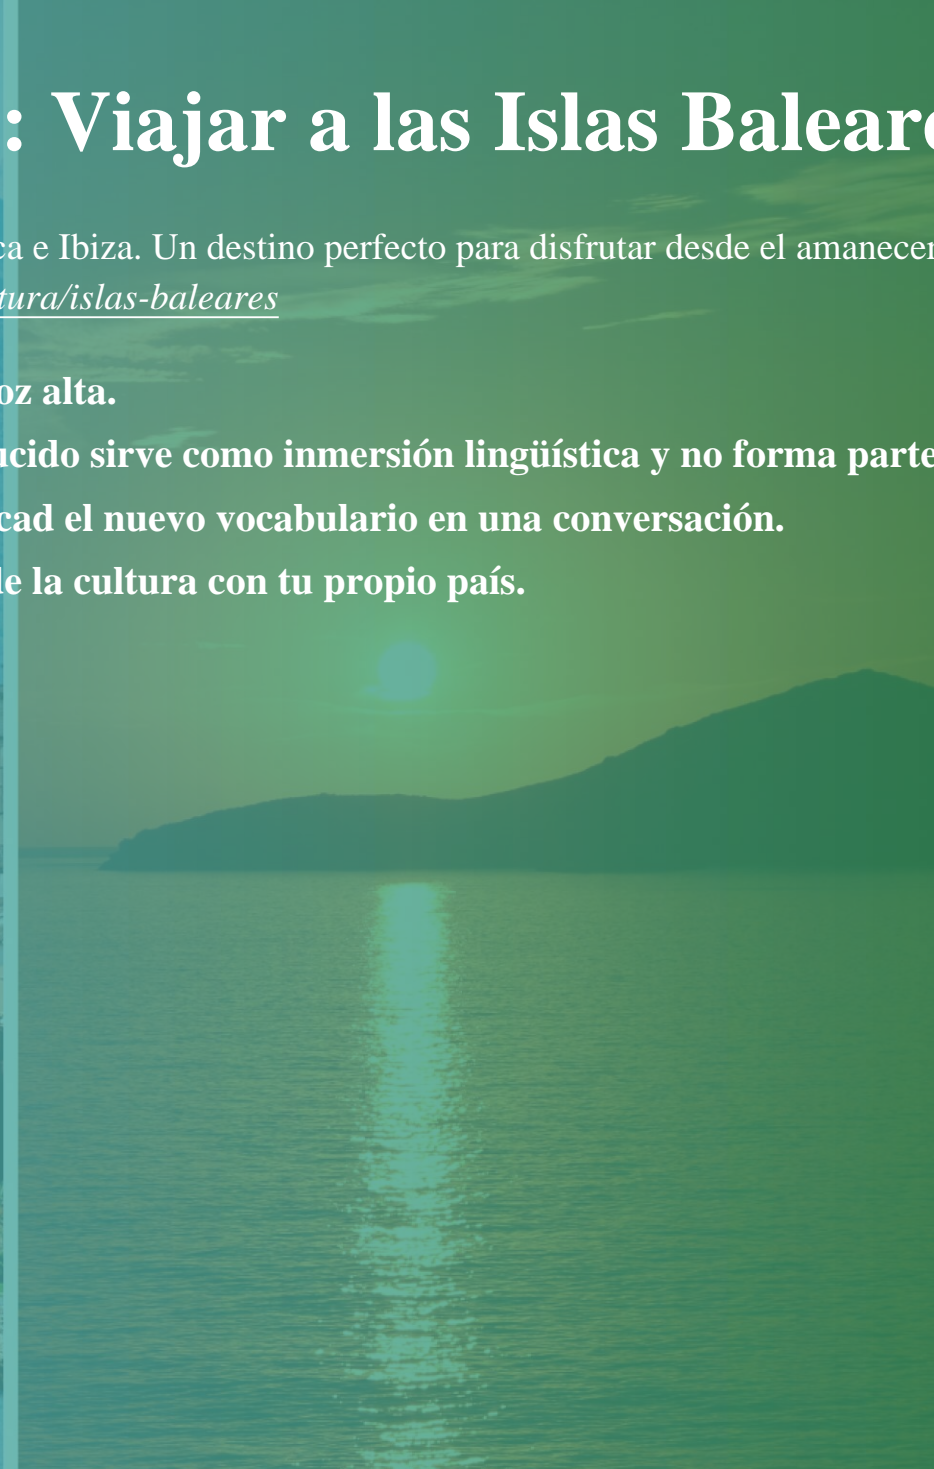 : Viajar a las Islas Balear
ca e Ibiza. Un destino perfecto para disfrutar desde el amanecer
tura/islas-baleares
oz alta.
ucido sirve como inmersión lingüística y no forma parte
cad el nuevo vocabulario en una conversación.
de la cultura con tu propio país.